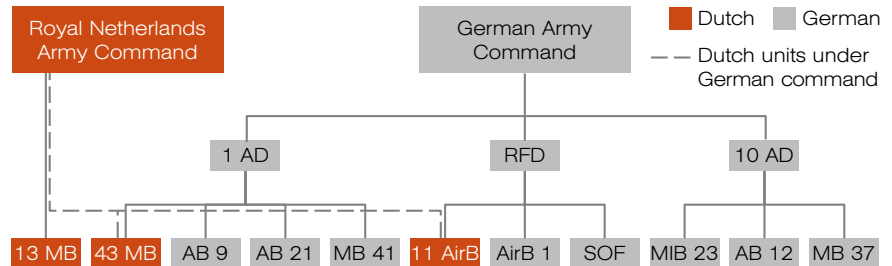 Royal Netherlands
Army Command
German Army
Command
Dutch
German
Dutch units under
German command
1 AD
RFD
10 AD
13 MB
43 MB
AB 9
AB 21
MB 41
11 AirB
AirB 1
SOF
MIB 23
AB 12
MB 37